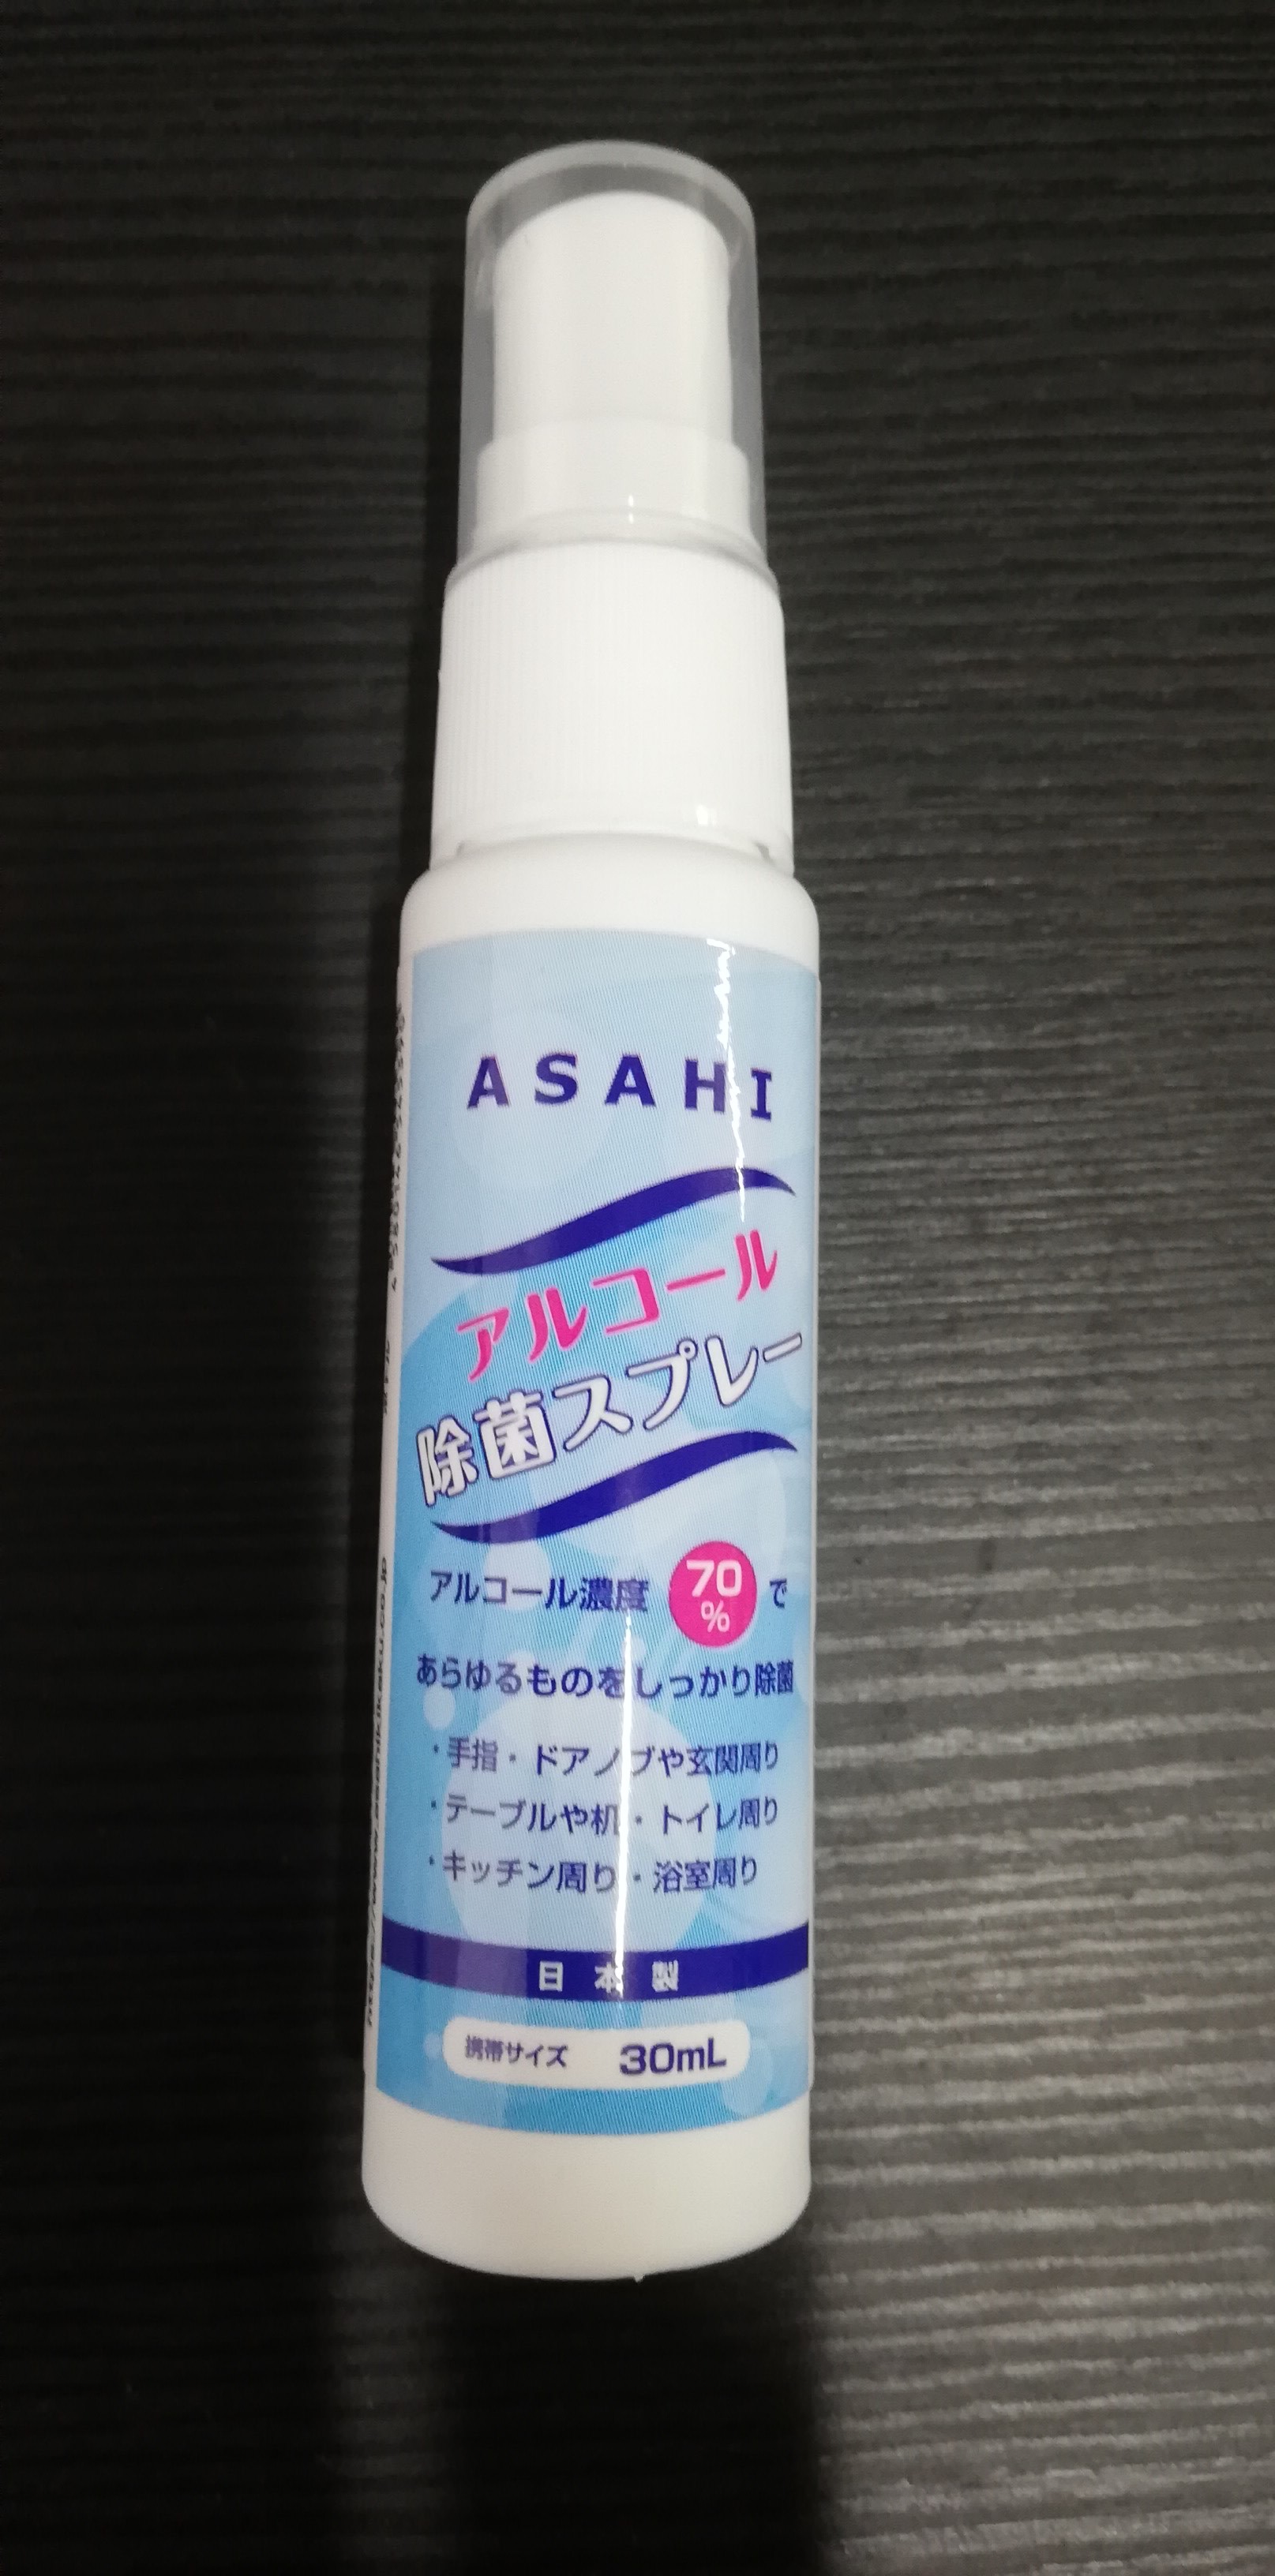 ASAHI
アルコール
除菌スプレー
アルコール濃度 70% で
あらゆるものをしっかり除菌
・手指・ドアノブや玄関周り
・テーブルや机・トイレ周り
・キッチン周り・浴室周り
日本製
携帯サイズ 30mL